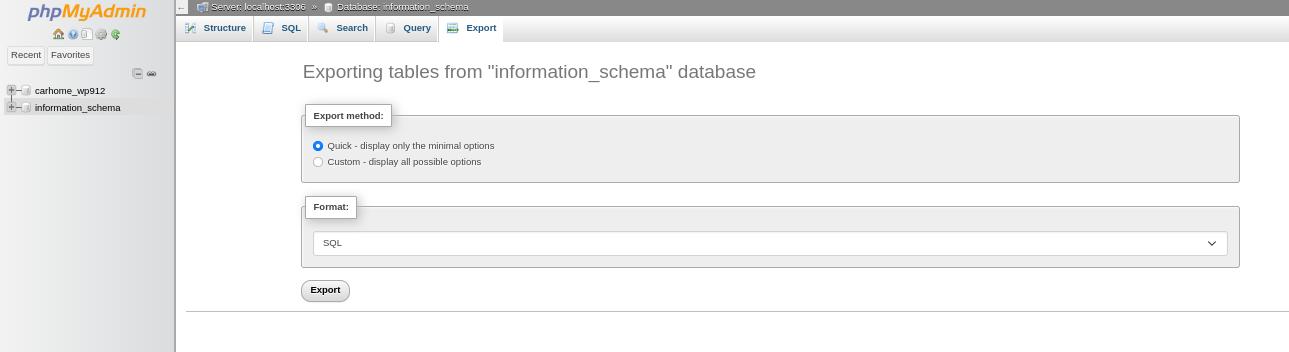 phpMyAdmin
Recent
Favorites
carhome_wp912
information_schema
Server: localhost:3306 » Database: information_schema
Structure SQL Search Query Export
Exporting tables from "information_schema" database
Export method:
Quick - display only the minimal options
Custom - display all possible options
Format:
SQL
Export